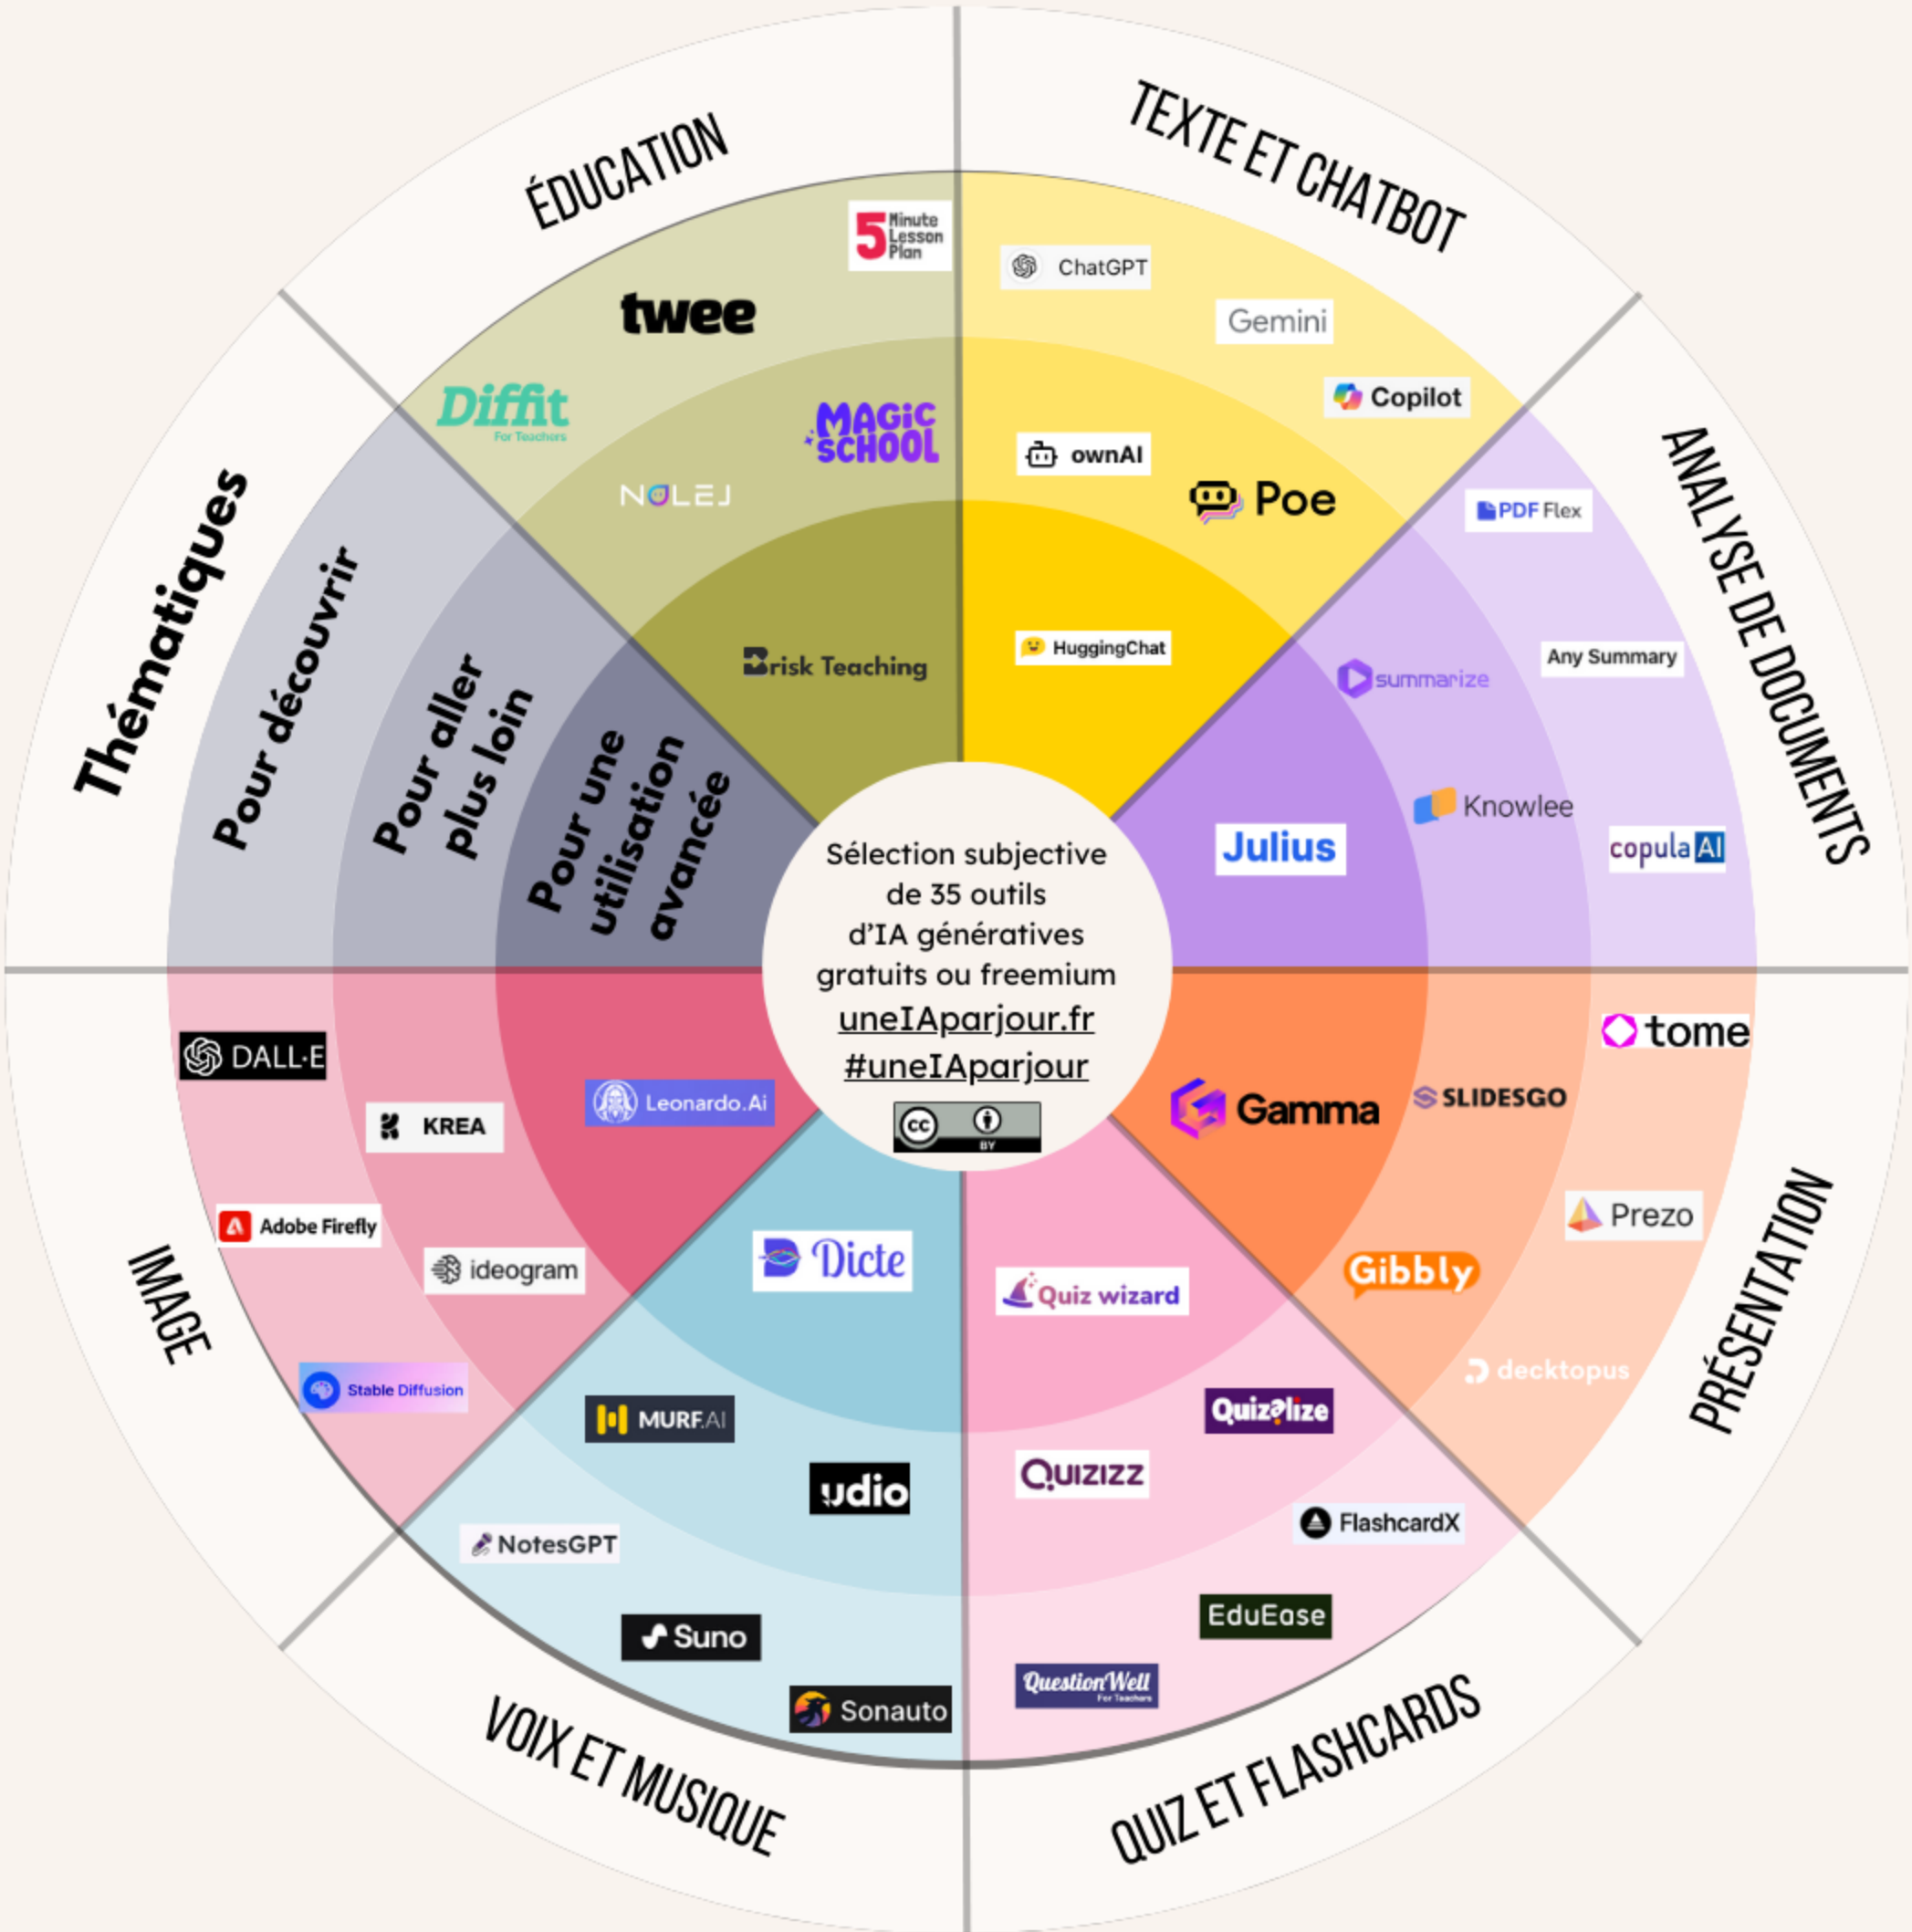 Thématiques
Pour découvrir
Pour aller
plus loin
Pour une
utilisation
avancée
ÉDUCATION
5 Minute
Lesson
Plan
twee
Diffit
For Teachers
MAGiC
SCHOOL
NOLEJ
Brisk Teaching
TEXTE ET CHATBOT
ChatGPT
Gemini
Copilot
ownAI
Poe
HuggingChat
ANALYSE DE DOCUMENTS
PDF Flex
Any Summary
copula AI
summarize
Knowlee
Julius
PRÉSENTATION
tome
Prezo
decktopus
SLIDESGO
Gibbly
Gamma
QUIZ ET FLASHCARDS
FlashcardX
EduEase
QuestionWell
For Teachers
Quizalize
QUIZIZZ
Quiz wizard
VOIX ET MUSIQUE
NotesGPT
Suno
Sonauto
MURF.AI
udio
Dicte
IMAGE
DALL·E
Adobe Firefly
Stable Diffusion
KREA
ideogram
Leonardo.Ai
Sélection subjective
de 35 outils
d’IA génératives
gratuits ou freemium
uneIAparjour.fr
#uneIAparjour
cc
BY